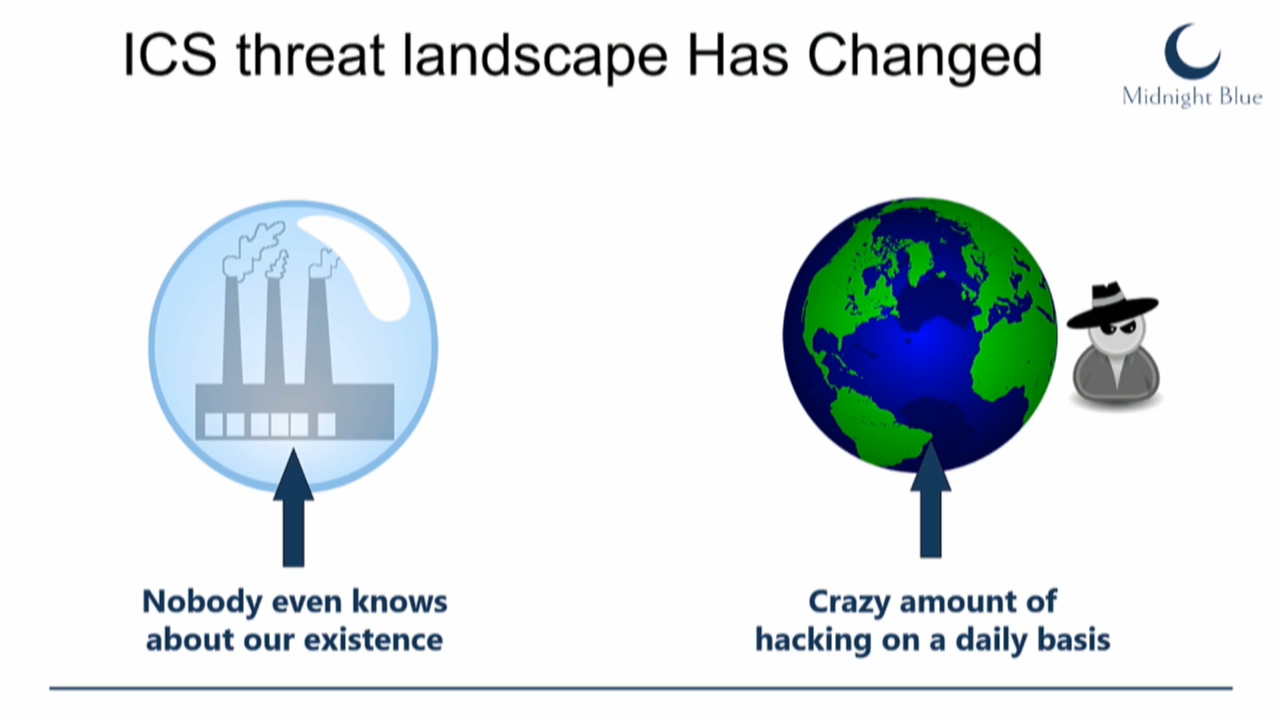 ICS threat landscape Has Changed
Midnight Blue
Nobody even knows
about our existence
Crazy amount of
hacking on a daily basis